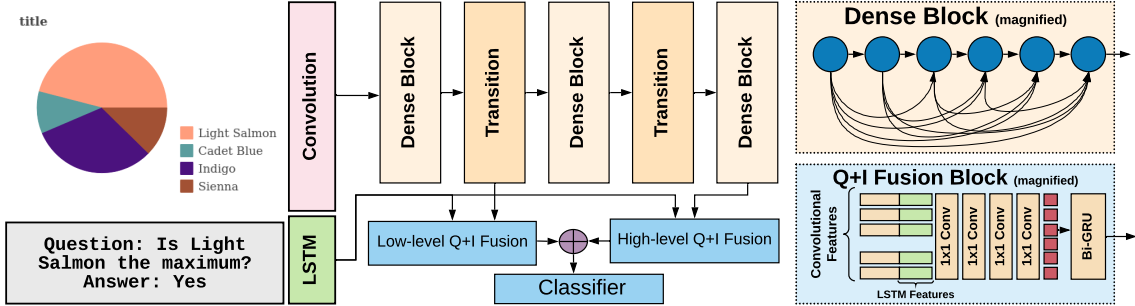 title
Light Salmon
Cadet Blue
Indigo
Sienna
Question: Is Light
Salmon the maximum?
Answer: Yes
Convolution
LSTM
Dense Block
Transition
Dense Block
Transition
Dense Block
Low-level Q+I Fusion
High-level Q+I Fusion
Classifier
Dense Block (magnified)
Q+I Fusion Block (magnified)
Convolutional
Features
1x1 Conv
1x1 Conv
1x1 Conv
1x1 Conv
Bi-GRU
LSTM Features